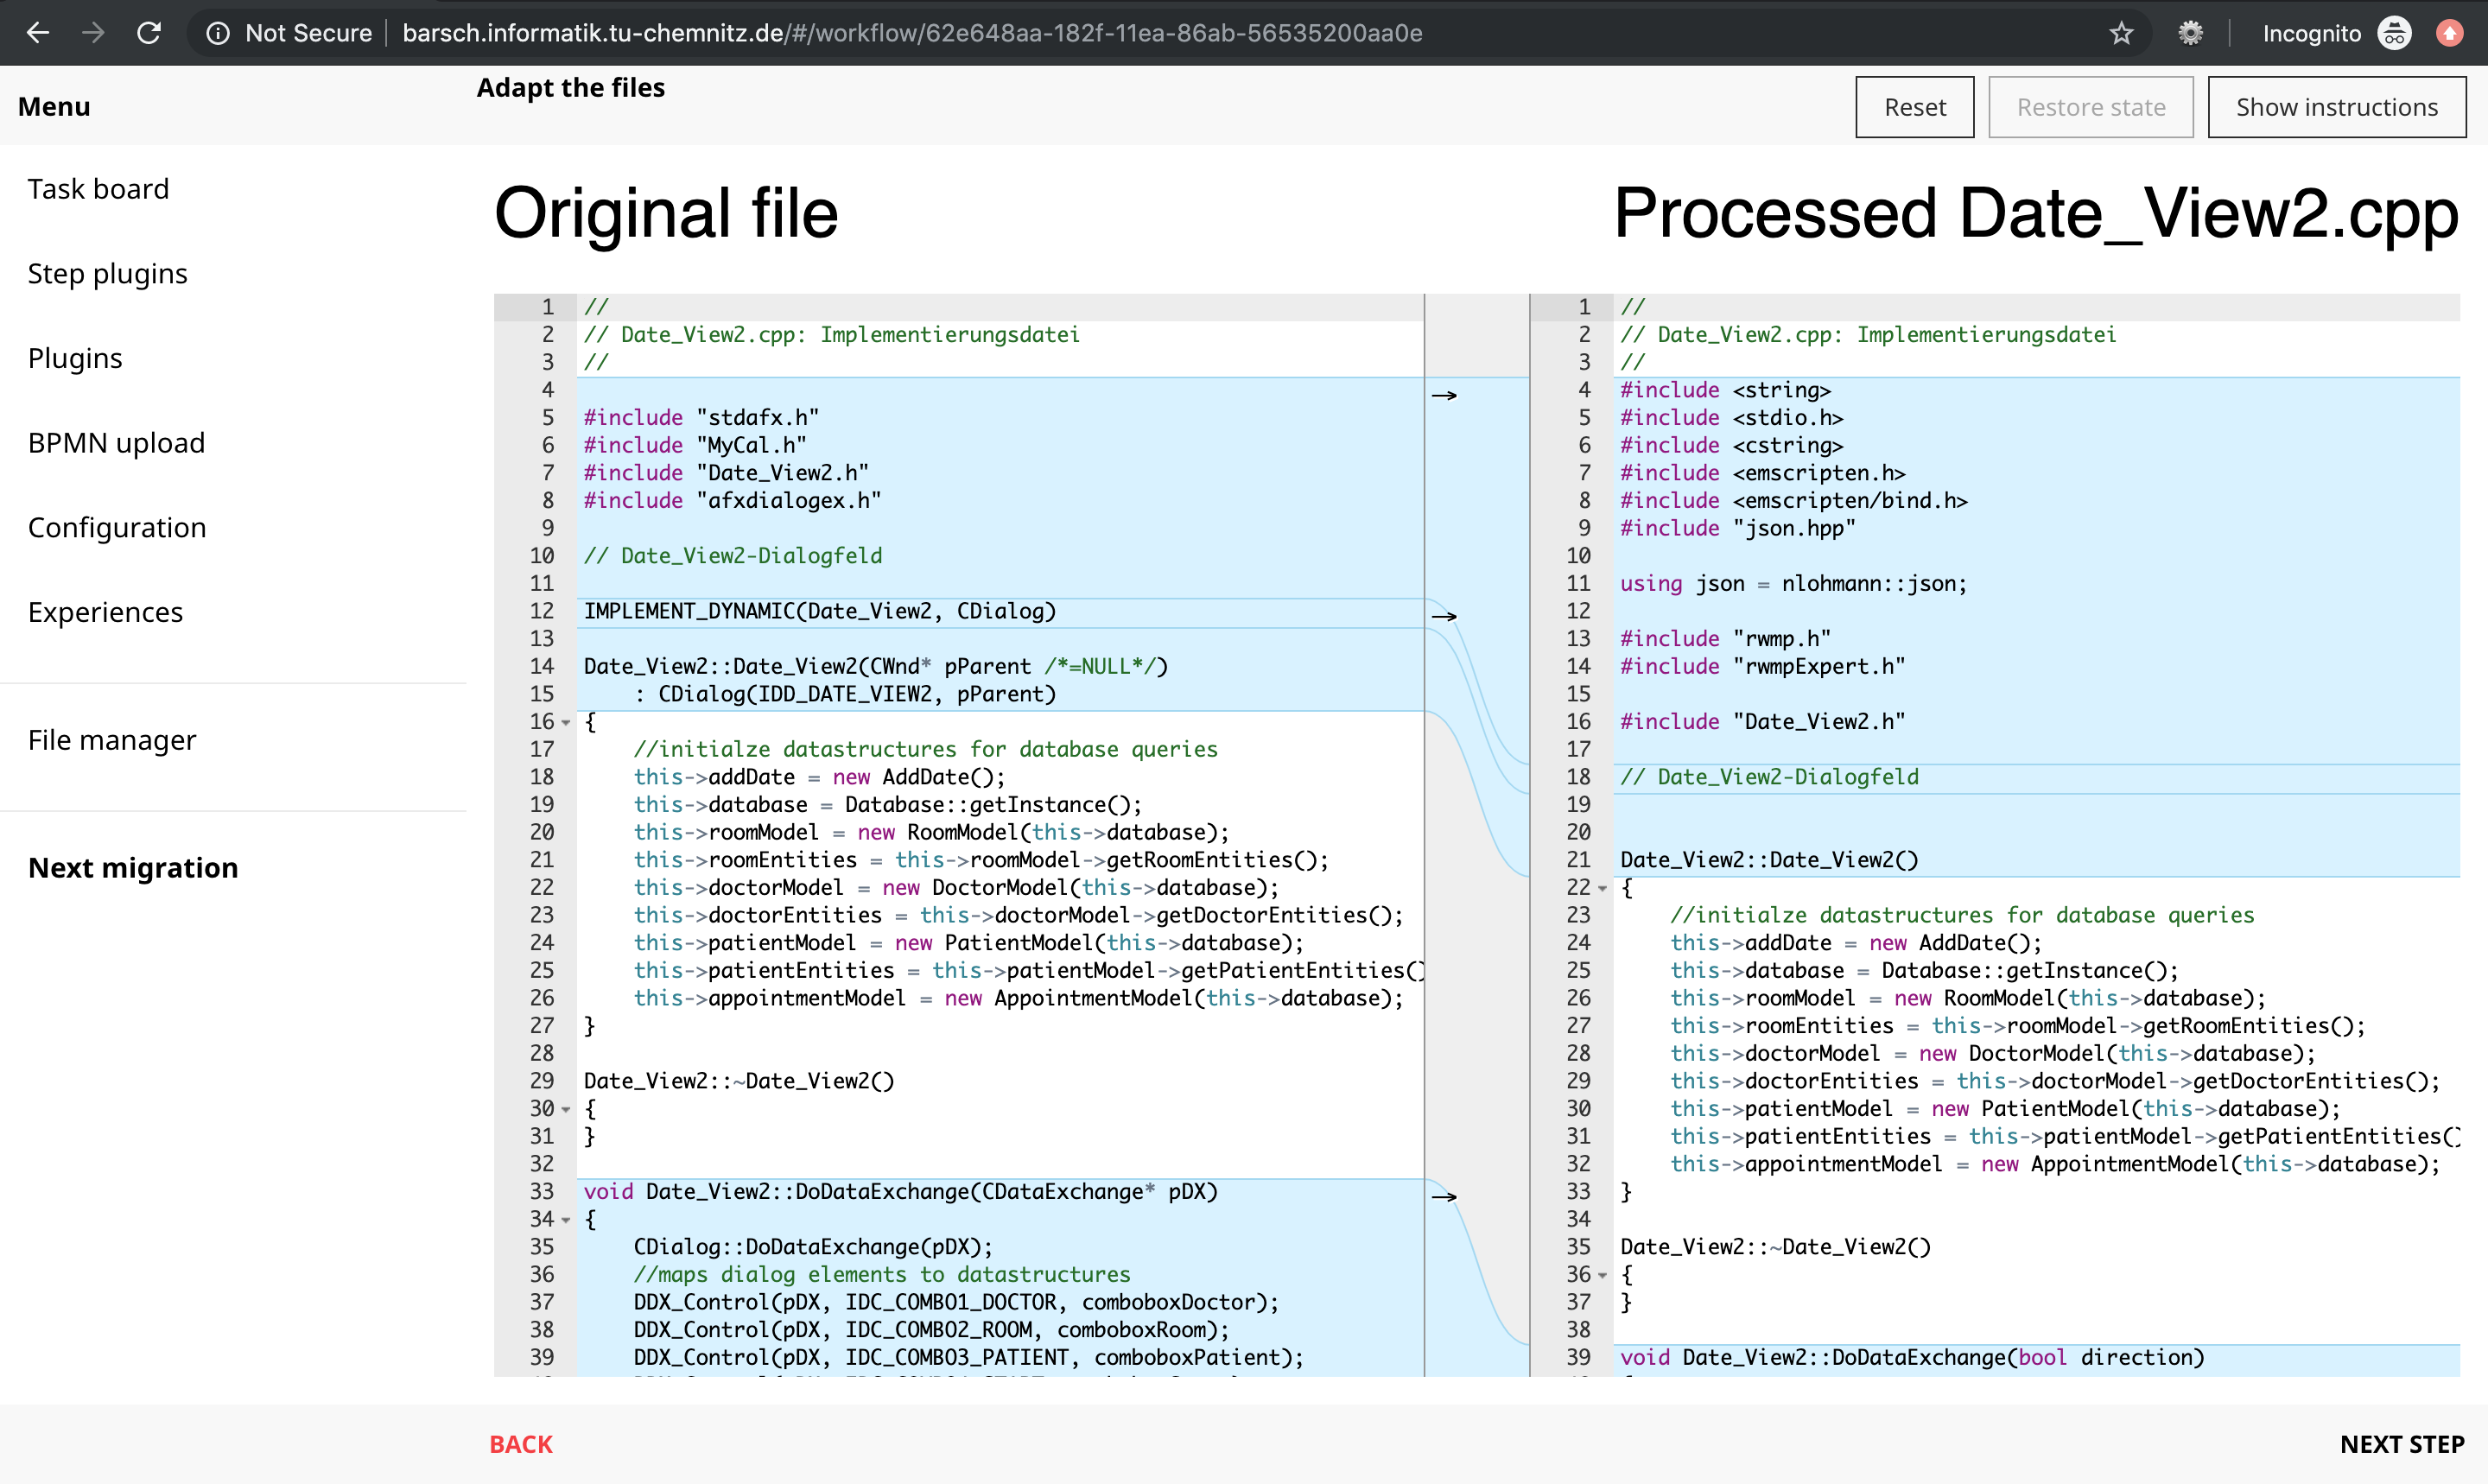 Not Secure
barsch.informatik.tu-chemnitz.de/#/workflow/62e648aa-182f-11ea-86ab-56535200aa0e
Incognito
Menu
Adapt the files
Reset
Restore state
Show instructions
Task board
Step plugins
Plugins
BPMN upload
Configuration
Experiences
File manager
Next migration
Original file
1 //
2 // Date_View2.cpp: Implementierungsdatei
3 //
4
5 #include "stdafx.h"
6 #include "MyCal.h"
7 #include "Date_View2.h"
8 #include "afxdialogex.h"
9
10 // Date_View2-Dialogfeld
11
12 IMPLEMENT_DYNAMIC(Date_View2, CDialog)
13
14 Date_View2::Date_View2(CWnd* pParent /*=NULL*/)
15     : CDialog(IDD_DATE_VIEW2, pParent)
16 {
17     //initialze datastructures for database queries
18     this->addDate = new AddDate();
19     this->database = Database::getInstance();
20     this->roomModel = new RoomModel(this->database);
21     this->roomEntities = this->roomModel->getRoomEntities();
22     this->doctorModel = new DoctorModel(this->database);
23     this->doctorEntities = this->doctorModel->getDoctorEntities();
24     this->patientModel = new PatientModel(this->database);
25     this->patientEntities = this->patientModel->getPatientEntities()
26     this->appointmentModel = new AppointmentModel(this->database);
27 }
28
29 Date_View2::~Date_View2()
30 {
31 }
32
33 void Date_View2::DoDataExchange(CDataExchange* pDX)
34 {
35     CDialog::DoDataExchange(pDX);
36     //maps dialog elements to datastructures
37     DDX_Control(pDX, IDC_COMBO1_DOCTOR, comboboxDoctor);
38     DDX_Control(pDX, IDC_COMBO2_ROOM, comboboxRoom);
39     DDX_Control(pDX, IDC_COMBO3_PATIENT, comboboxPatient);
Processed Date_View2.cpp
1 //
2 // Date_View2.cpp: Implementierungsdatei
3 //
4 #include <string>
5 #include <stdio.h>
6 #include <cstring>
7 #include <emscripten.h>
8 #include <emscripten/bind.h>
9 #include "json.hpp"
10
11 using json = nlohmann::json;
12
13 #include "rwmp.h"
14 #include "rwmpExpert.h"
15
16 #include "Date_View2.h"
17
18 // Date_View2-Dialogfeld
19
20
21 Date_View2::Date_View2()
22 {
23     //initialze datastructures for database queries
24     this->addDate = new AddDate();
25     this->database = Database::getInstance();
26     this->roomModel = new RoomModel(this->database);
27     this->roomEntities = this->roomModel->getRoomEntities();
28     this->doctorModel = new DoctorModel(this->database);
29     this->doctorEntities = this->doctorModel->getDoctorEntities();
30     this->patientModel = new PatientModel(this->database);
31     this->patientEntities = this->patientModel->getPatientEntities()
32     this->appointmentModel = new AppointmentModel(this->database);
33 }
34
35 Date_View2::~Date_View2()
36 {
37 }
38
39 void Date_View2::DoDataExchange(bool direction)
BACK
NEXT STEP